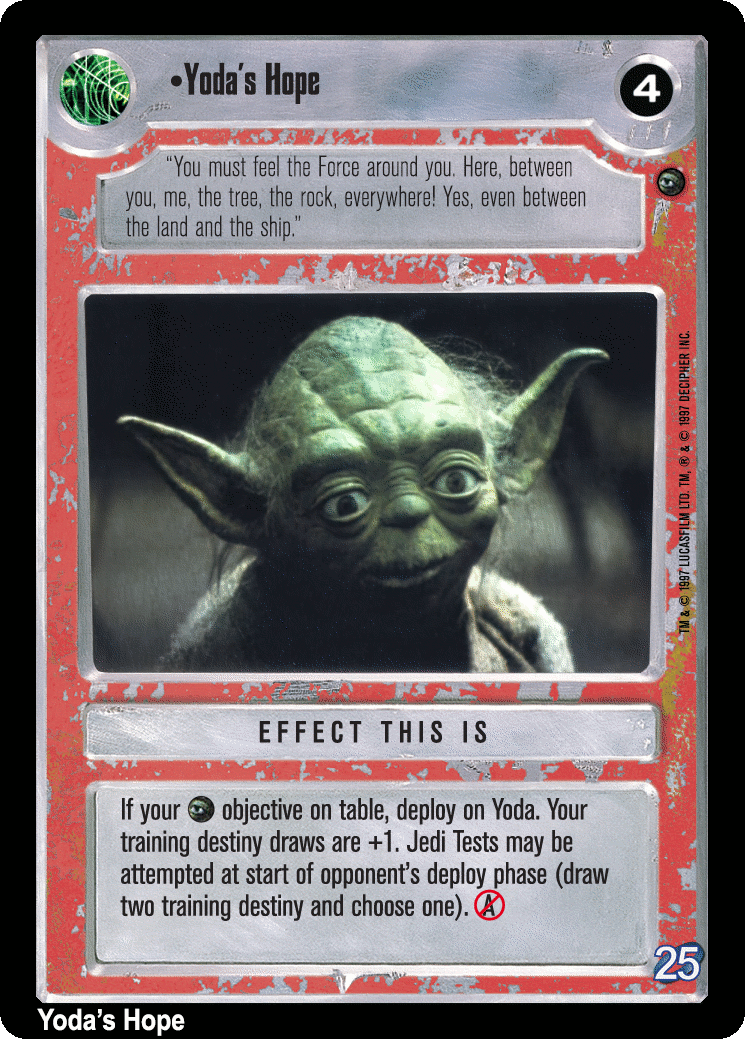 •Yoda's Hope
4
"You must feel the Force around you. Here, between
you, me, the tree, the rock, everywhere! Yes, even between
the land and the ship."
TM & © 1997 LUCASFILM LTD. TM, ® & © 1997 DECIPHER INC.
EFFECT THIS IS
If your objective on table, deploy on Yoda. Your
training destiny draws are +1. Jedi Tests may be
attempted at start of opponent's deploy phase (draw
two training destiny and choose one). A
25
Yoda's Hope